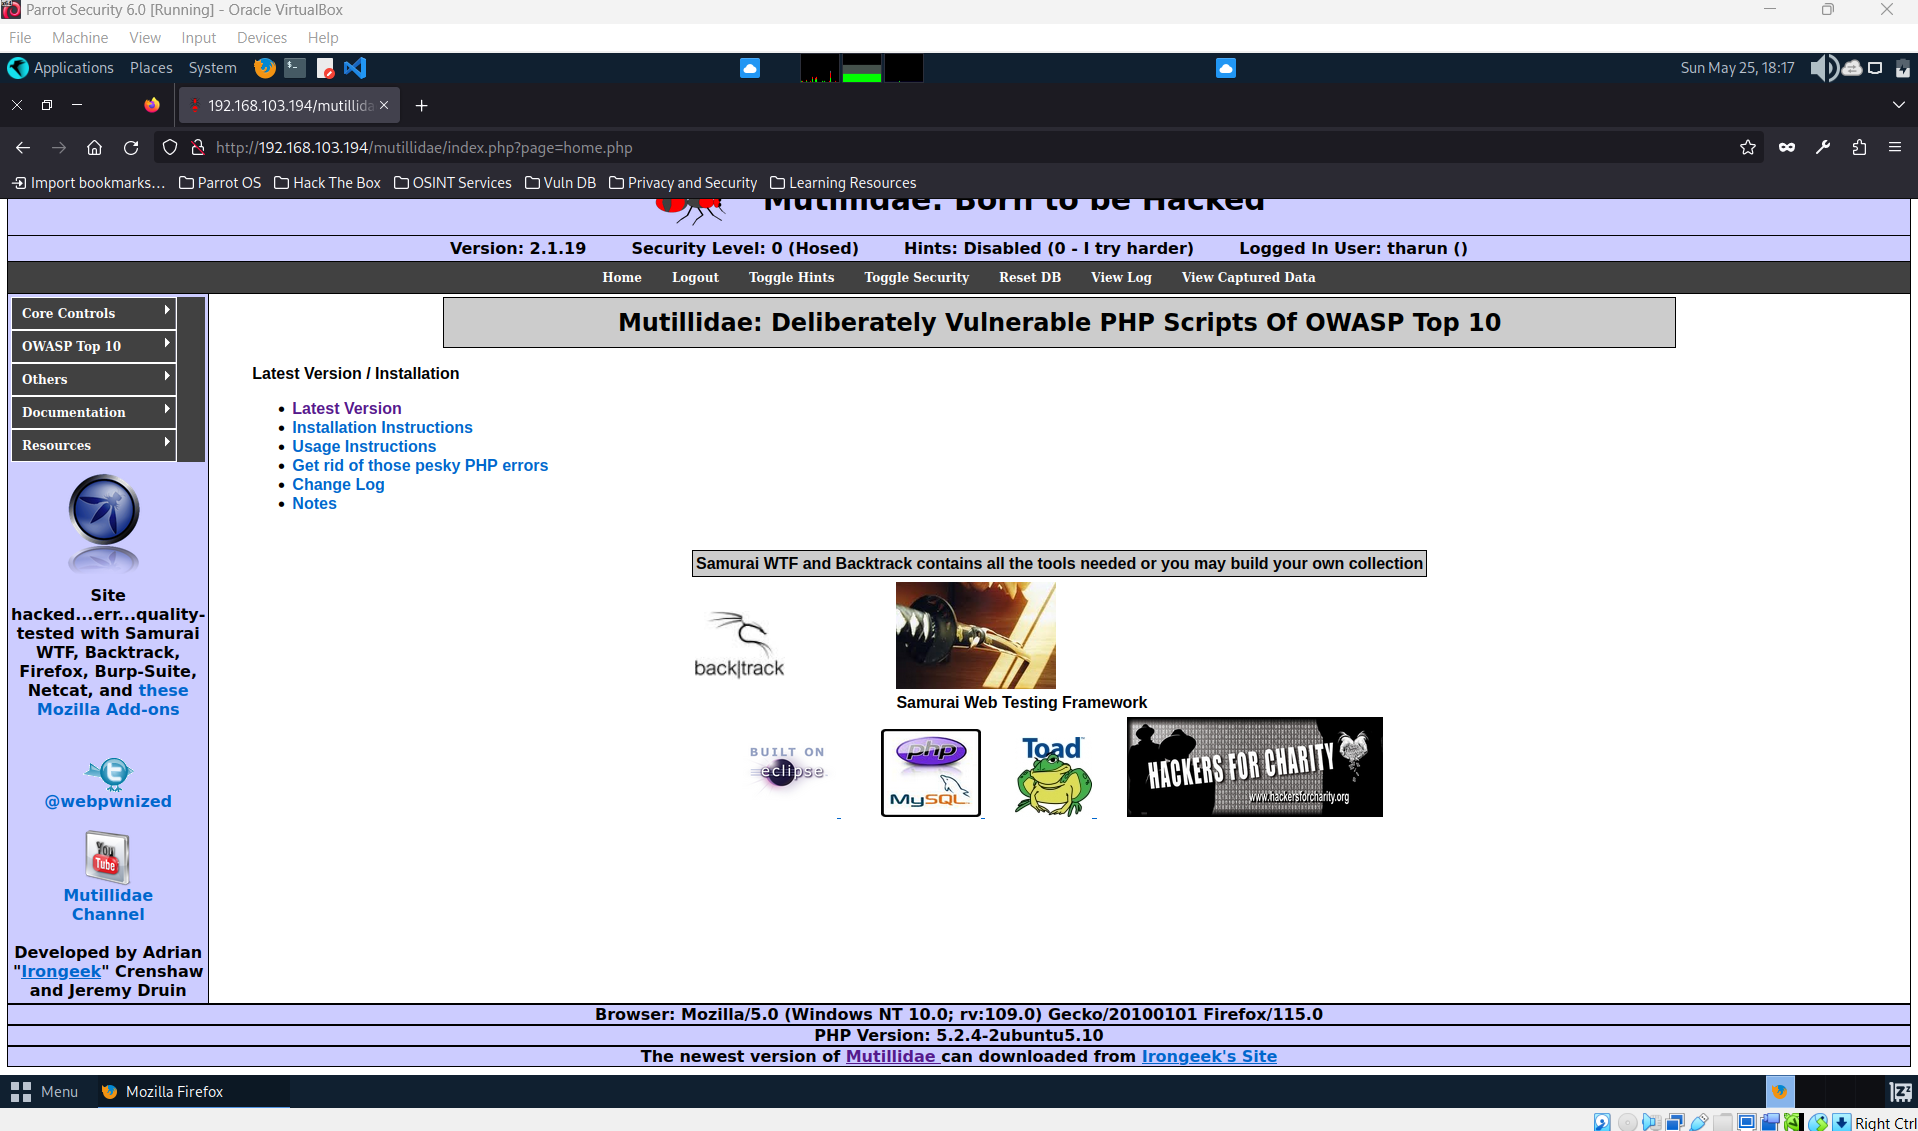 Parrot Security 6.0 [Running] - Oracle VirtualBox
File Machine View Input Devices Help
Applications Places System
Sun May 25, 18:17
192.168.103.194/mutillida
http://192.168.103.194/mutillidae/index.php?page=home.php
Import bookmarks... Parrot OS Hack The Box OSINT Services Vuln DB Privacy and Security Learning Resources
Mutillidae: Born to be Hacked
Version: 2.1.19 Security Level: 0 (Hosed) Hints: Disabled (0 - I try harder) Logged In User: tharun ()
Home Logout Toggle Hints Toggle Security Reset DB View Log View Captured Data
Core Controls
OWASP Top 10
Others
Documentation
Resources
Site
hacked...err...quality-
tested with Samurai
WTF, Backtrack,
Firefox, Burp-Suite,
Netcat, and these
Mozilla Add-ons
@webpwnized
You
Tube
Mutillidae
Channel
Developed by Adrian
"Irongeek" Crenshaw
and Jeremy Druin
Mutillidae: Deliberately Vulnerable PHP Scripts Of OWASP Top 10
Latest Version / Installation
Latest Version
Installation Instructions
Usage Instructions
Get rid of those pesky PHP errors
Change Log
Notes
Samurai WTF and Backtrack contains all the tools needed or you may build your own collection
back|track
Samurai Web Testing Framework
BUILT ON
eclipse
php
MySQL
Toad
HACKERS FOR CHARITY
www.hackersforcharity.org
Browser: Mozilla/5.0 (Windows NT 10.0; rv:109.0) Gecko/20100101 Firefox/115.0
PHP Version: 5.2.4-2ubuntu5.10
The newest version of Mutillidae can downloaded from Irongeek's Site
Menu Mozilla Firefox
Right Ctrl